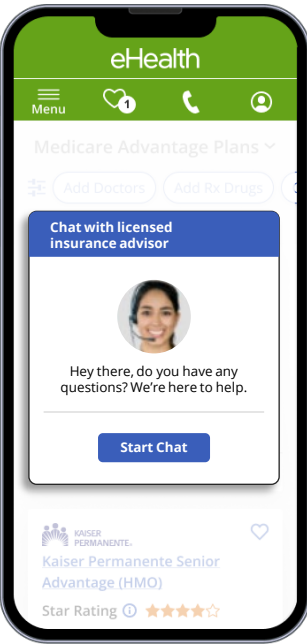 eHealth
Menu
1
Medicare Advantage Plans
Add Doctors
Add Rx Drugs
Chat with licensed
insurance advisor
Hey there, do you have any
questions? We're here to help.
Start Chat
KAISER
PERMANENTE®
Kaiser Permanente Senior
Advantage (HMO)
Star Rating